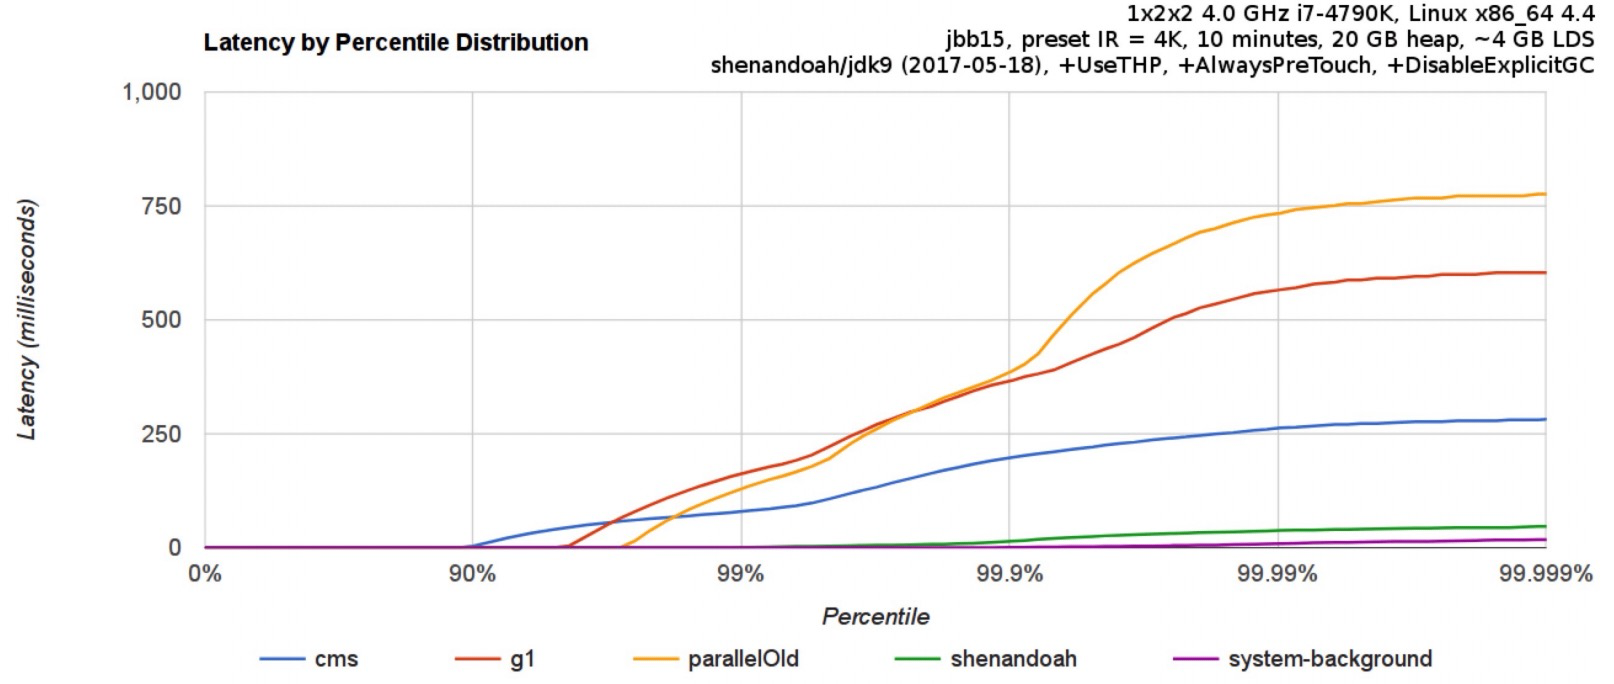 1x2x2 4.0 GHz i7-4790K, Linux x86_64 4.4
jbb15, preset IR = 4K, 10 minutes, 20 GB heap, ~4 GB LDS
shenandoah/jdk9 (2017-05-18), +UseTHP, +AlwaysPreTouch, +DisableExplicitGC
Latency by Percentile Distribution
Latency (milliseconds)
1,000
750
500
250
0
0% 90% 99% 99.9% 99.99% 99.999%
Percentile
cms g1 parallelOld shenandoah system-background